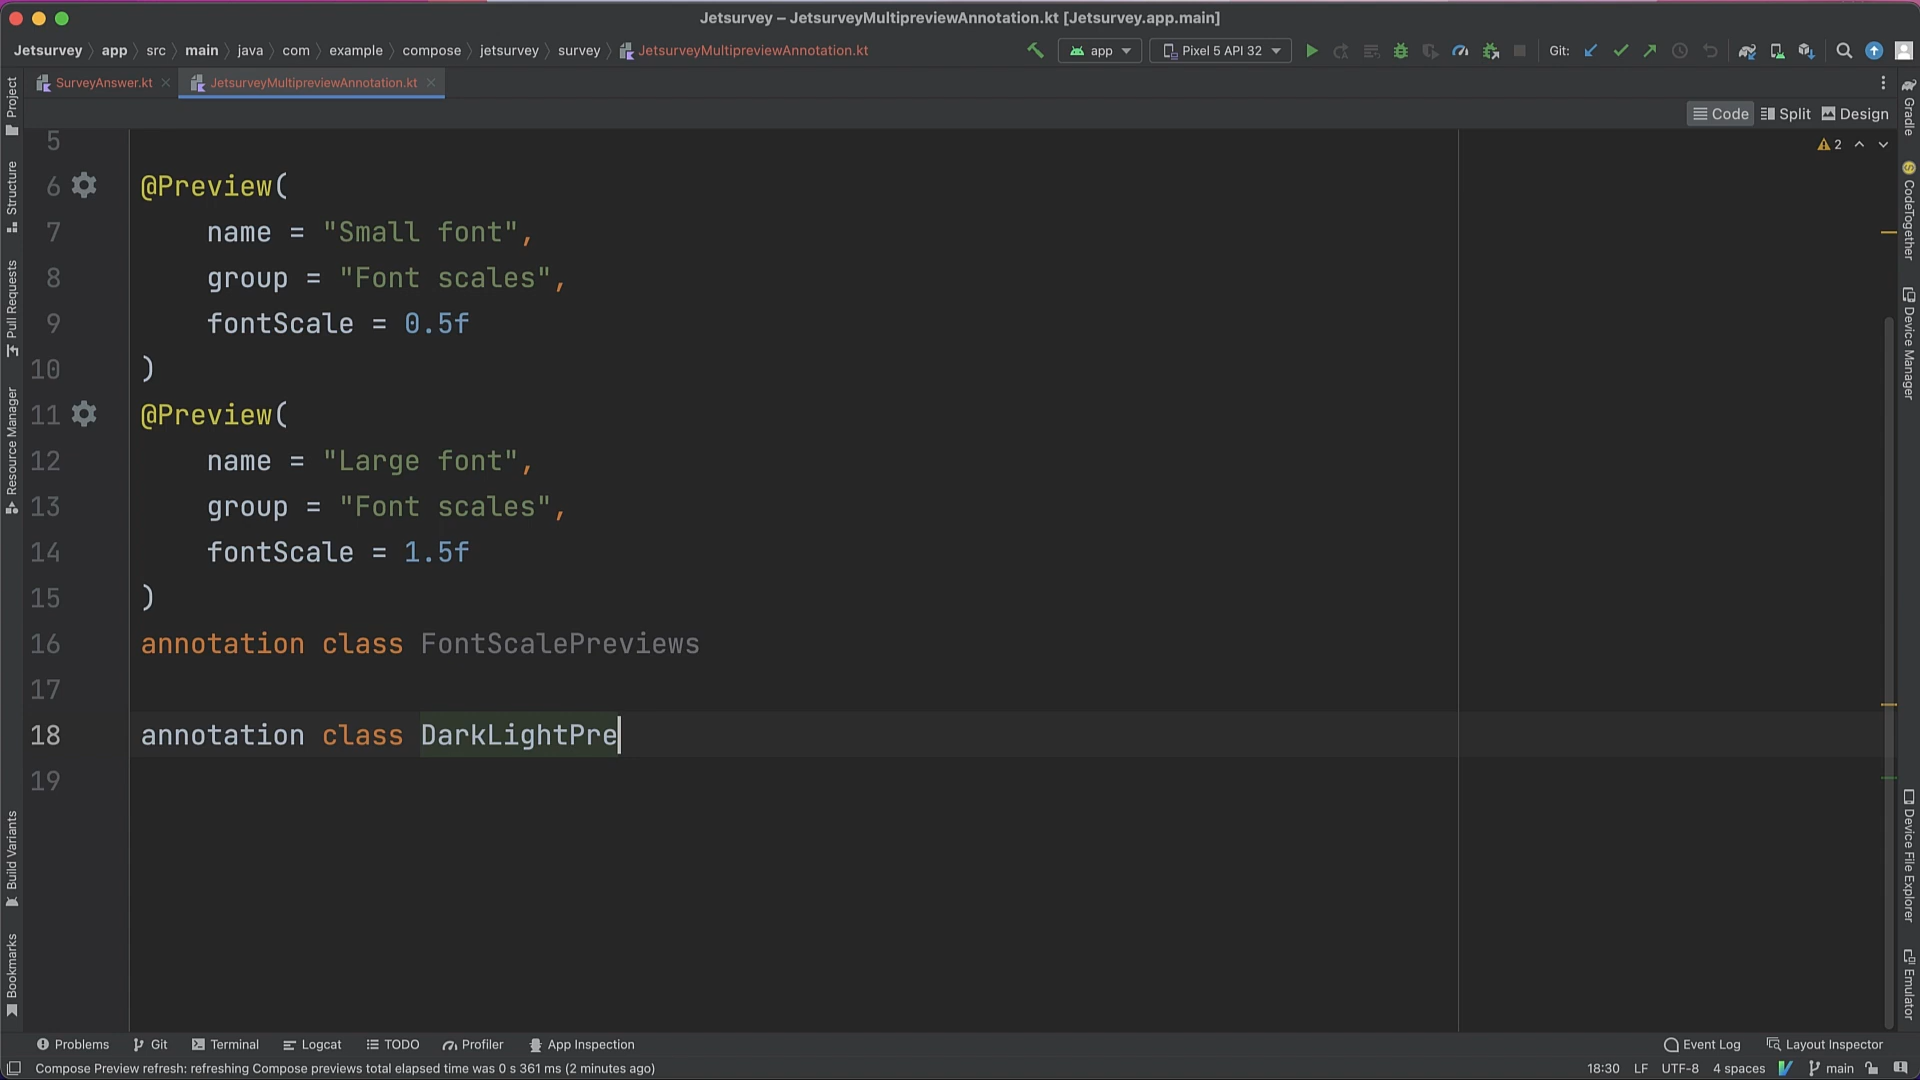 Jetsurvey – JetsurveyMultipreviewAnnotation.kt [Jetsurvey.app.main]
Jetsurvey app src main java com example compose jetsurvey survey JetsurveyMultipreviewAnnotation.kt app Pixel 5 API 32 Git:
SurveyAnswer.kt JetsurveyMultipreviewAnnotation.kt
Code Split Design
2
5
6 @Preview(
7 name = "Small font",
8 group = "Font scales",
9 fontScale = 0.5f
10 )
11 @Preview(
12 name = "Large font",
13 group = "Font scales",
14 fontScale = 1.5f
15 )
16 annotation class FontScalePreviews
17
18 annotation class DarkLightPre
19
Project
Structure
Pull Requests
Resource Manager
Build Variants
Bookmarks
Gradle
CodeTogether
Device Manager
Device File Explorer
Emulator
Problems Git Terminal Logcat TODO Profiler App Inspection Event Log Layout Inspector
Compose Preview refresh: refreshing Compose previews total elapsed time was 0 s 361 ms (2 minutes ago) 18:30 LF UTF-8 4 spaces main